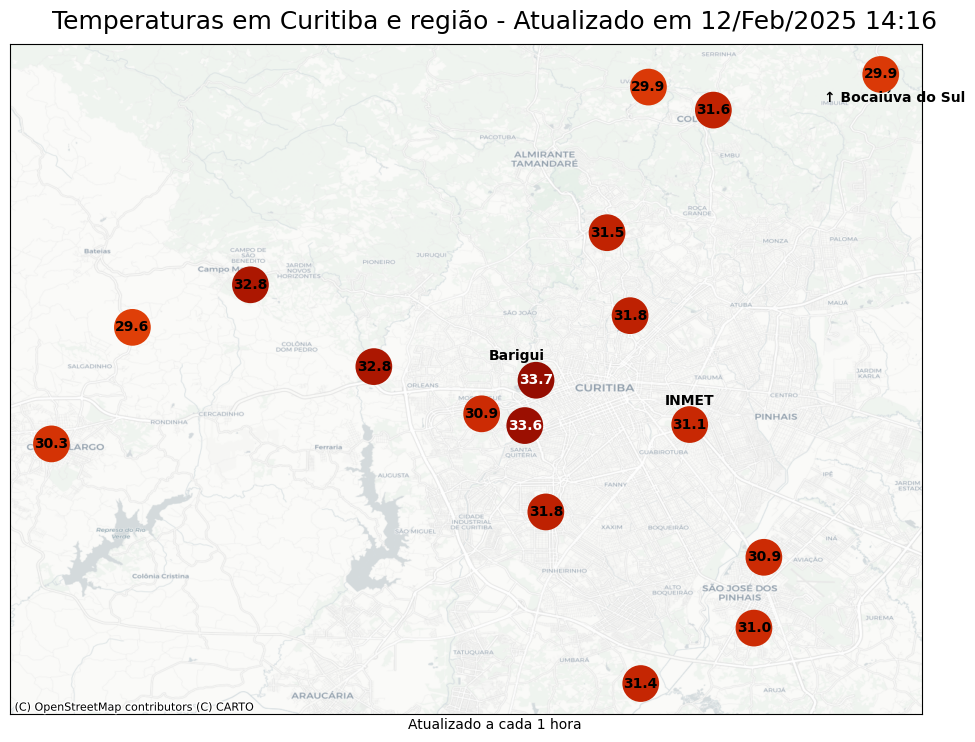 Temperaturas em Curitiba e região - Atualizado em 12/Feb/2025 14:16
SERRINHA
29.9
29.9
↑ Bocaiúva do Sul
31.6
PACOTUBA
ALMIRANTE
TAMANDARÉ
EMBU
ROÇA
GRANDE
31.5
MONZA
PALOMA
Bateias
CAMPO DE
SÃO
BENEDITO
JURUQUI
PIONEIRO
JARDIM
NOVOS
HORIZONTES
32.8
ATUBA
MAUÁ
SÃO JOÃO
31.8
29.6
COLÔNIA
DOM PEDRO
Barigui
SALGADINHO
32.8
JARDIM
KARLA
TARUMÃ
33.7
ORLEANS
CURITIBA
CENTRO
INMET
CERCADINHO
30.9
PINHAIS
RONDINHA
33.6
31.1
30.3
Ferraria
SANTA
QUITÉRIA
GUABIROTUBA
AUGUSTA
IPÊ
FANNY
JARDIM
ESTADO
31.8
CIDADE
INDUSTRIAL
DE CURITIBA
SÃO MIGUEL
XAXIM
BOQUEIRÃO
Represa do Rio
Verde
INÁ
30.9
AVIAÇÃO
PINHEIRINHO
Colônia Cristina
ALTO
BOQUEIRÃO
SÃO JOSÉ DOS
PINHAIS
JUREMA
31.0
TATUQUARA
UMBARÁ
31.4
ARUJÁ
ARAUCÁRIA
(C) OpenStreetMap contributors (C) CARTO
Atualizado a cada 1 hora